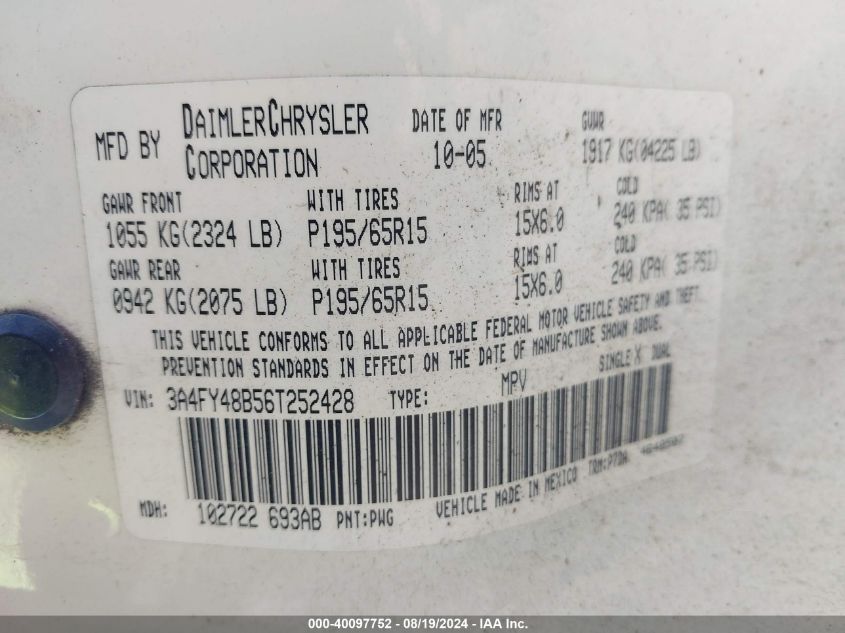 MFD BY DAIMLERCHRYSLER CORPORATION DATE OF MFR 10-05 GVWR 1917 KG(04225 LB)
GAWR FRONT WITH TIRES RIMS AT COLD
1055 KG(2324 LB) P195/65R15 15X6.0 240 KPA( 35 PSI)
GAWR REAR WITH TIRES RIMS AT COLD
0942 KG(2075 LB) P195/65R15 15X6.0 240 KPA( 35 PSI)
THIS VEHICLE CONFORMS TO ALL APPLICABLE FEDERAL MOTOR VEHICLE SAFETY AND THEFT
PREVENTION STANDARDS IN EFFECT ON THE DATE OF MANUFACTURE SHOWN ABOVE.
VIN: 3A4FY48B56T252428 TYPE: MPV SINGLE X DUAL
MDH: 102722 693AB PNT:PWG VEHICLE MADE IN MEXICO
000-40097752 - 08/19/2024 - IAA Inc.